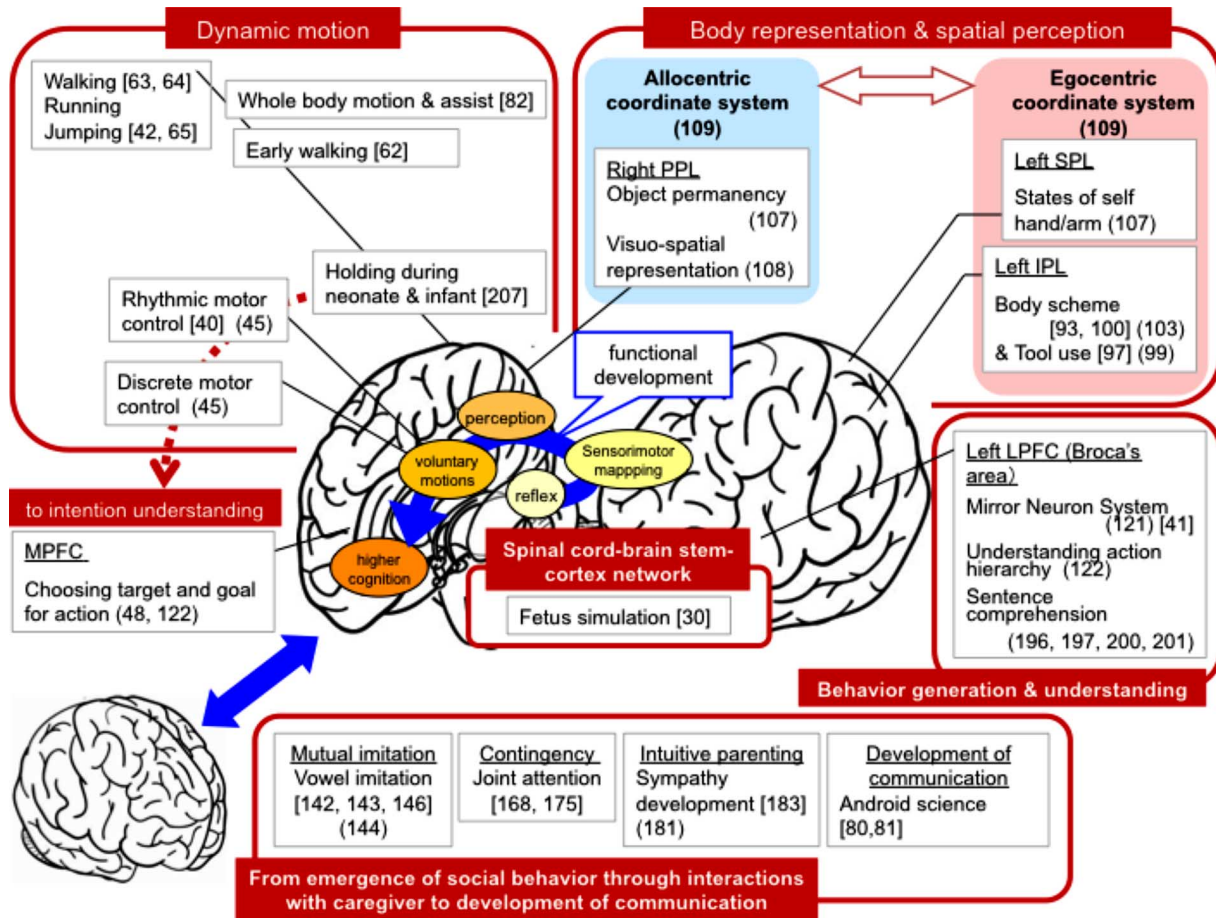 Dynamic motion
Walking [63, 64]
Running
Jumping [42, 65]
Whole body motion & assist [82]
Early walking [62]
Holding during
neonate & infant [207]
Rhythmic motor
control [40] (45)
Discrete motor
control (45)
to intention understanding
MPFC
Choosing target and goal
for action (48, 122)
Body representation & spatial perception
Allocentric
coordinate system
(109)
Right PPL
Object permanency
(107)
Visuo-spatial
representation (108)
Egocentric
coordinate system
(109)
Left SPL
States of self
hand/arm (107)
Left IPL
Body scheme
[93, 100] (103)
& Tool use [97] (99)
functional
development
perception
voluntary
motions
Sensorimotor
mappping
reflex
higher
cognition
Spinal cord-brain stem-
cortex network
Fetus simulation [30]
Left LPFC (Broca's
area)
Mirror Neuron System
(121) [41]
Understanding action
hierarchy (122)
Sentence
comprehension
(196, 197, 200, 201)
Behavior generation & understanding
Mutual imitation
Vowel imitation
[142, 143, 146]
(144)
Contingency
Joint attention
[168, 175]
Intuitive parenting
Sympathy
development [183]
(181)
Development of
communication
Android science
[80,81]
From emergence of social behavior through interactions
with caregiver to development of communication